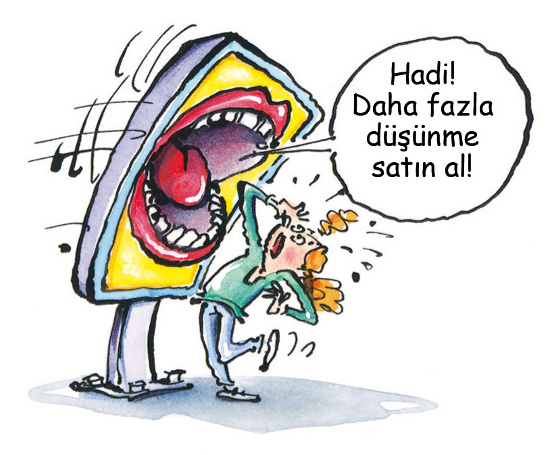 Hadi!
Daha fazla
düşünme
satın al!